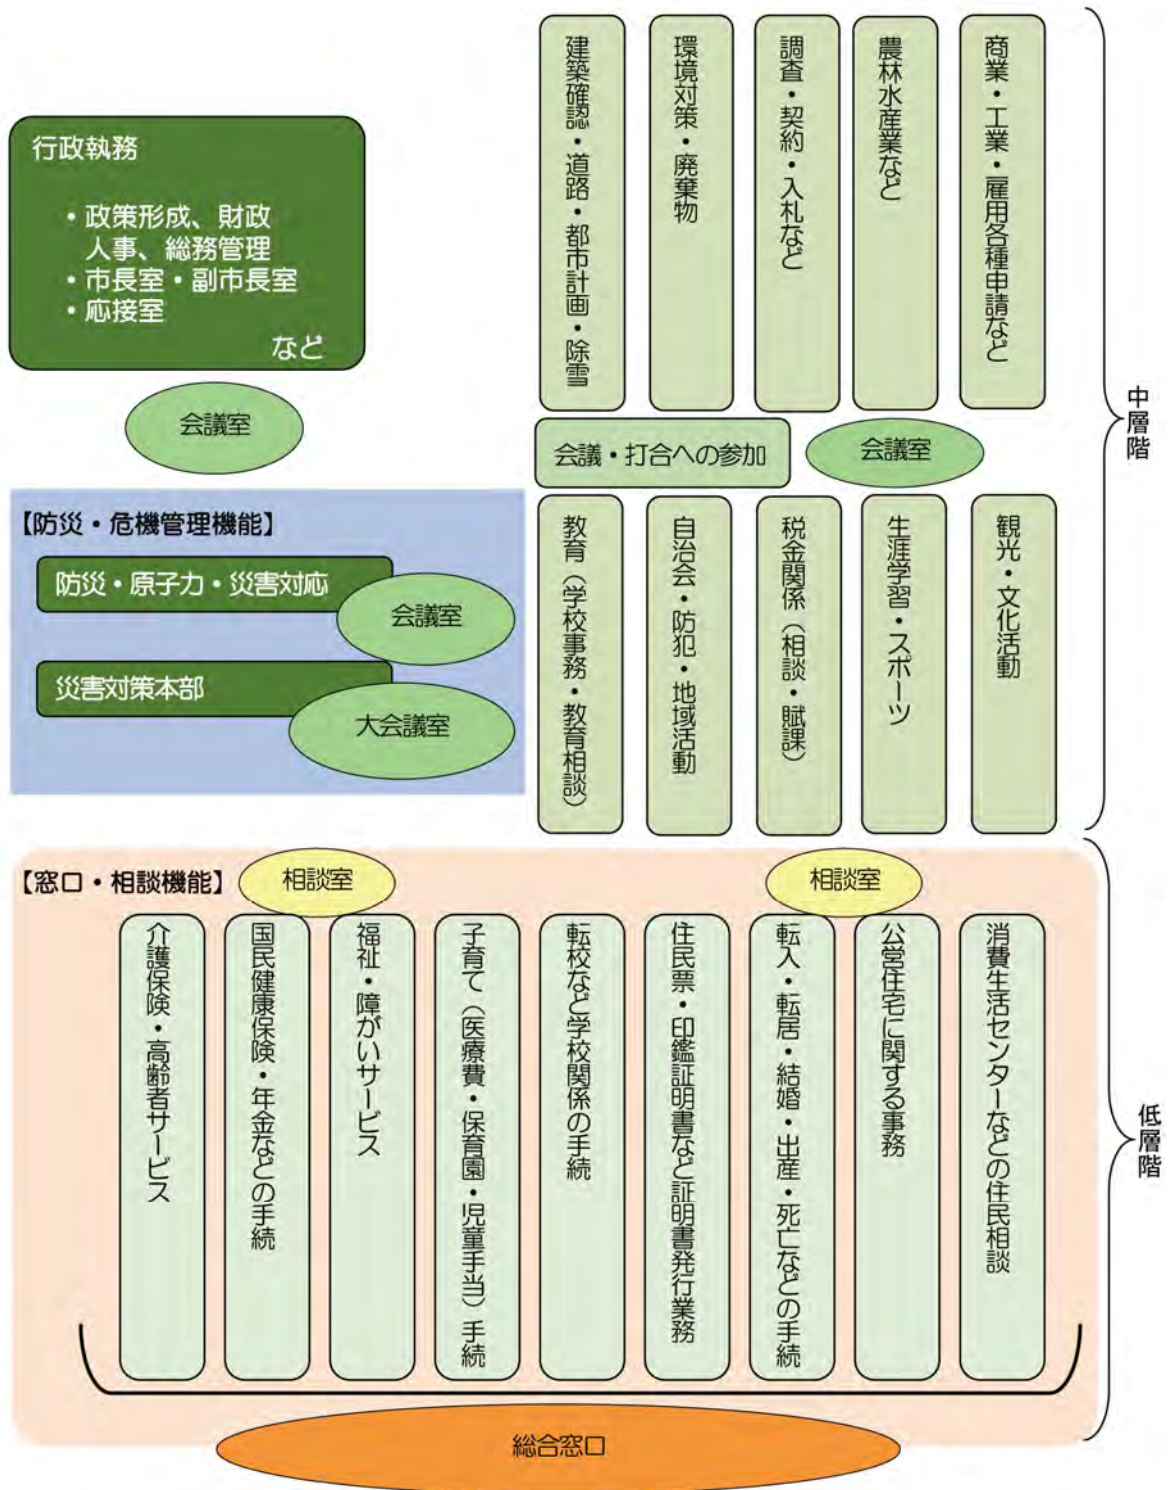 行政執務
・政策形成、財政
人事、総務管理
・市長室・副市長室
・応接室
など
会議室
建築確認・道路・都市計画・除雪
環境対策・廃棄物
調査・契約・入札など
農林水産業など
商業・工業・雇用各種申請など
会議・打合への参加
会議室
中層階
【防災・危機管理機能】
防災・原子力・災害対応
会議室
災害対策本部
大会議室
教育（学校事務・教育相談）
自治会・防犯・地域活動
税金関係（相談・賦課）
生涯学習・スポーツ
観光・文化活動
【窓口・相談機能】
相談室
相談室
介護保険・高齢者サービス
国民健康保険・年金などの手続
福祉・障がいサービス
子育て（医療費・保育園・児童手当）手続
転校など学校関係の手続
住民票・印鑑証明書など証明書発行業務
転入・転居・結婚・出産・死亡などの手続
公営住宅に関する事務
消費生活センターなどの住民相談
低層階
総合窓口